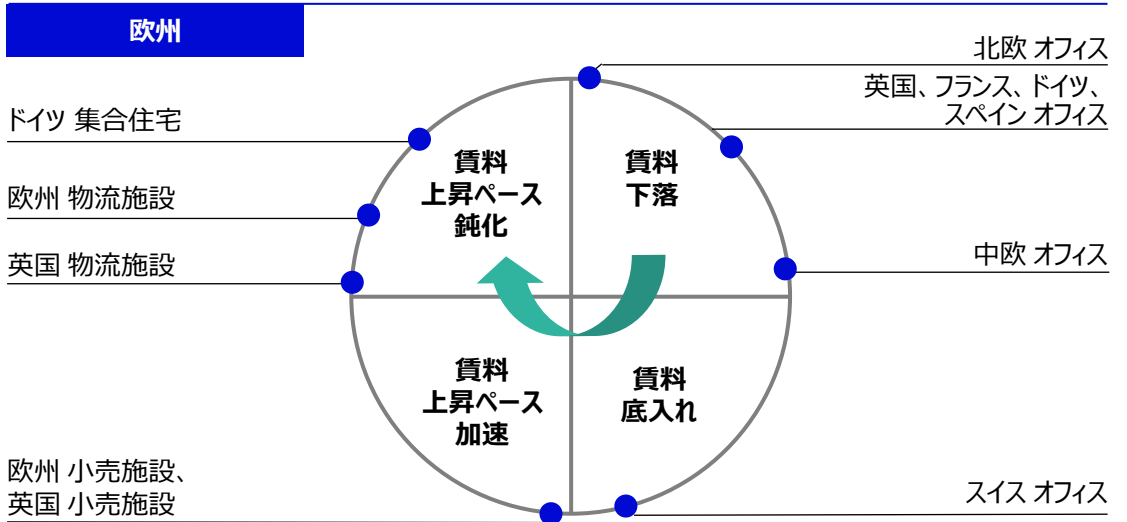 欧州
北欧 オフィス
英国、フランス、ドイツ、
スペイン オフィス
ドイツ 集合住宅
欧州 物流施設
英国 物流施設
賃料
上昇ペース
鈍化
賃料
下落
中欧 オフィス
賃料
上昇ペース
加速
賃料
底入れ
欧州 小売施設、
英国 小売施設
スイス オフィス